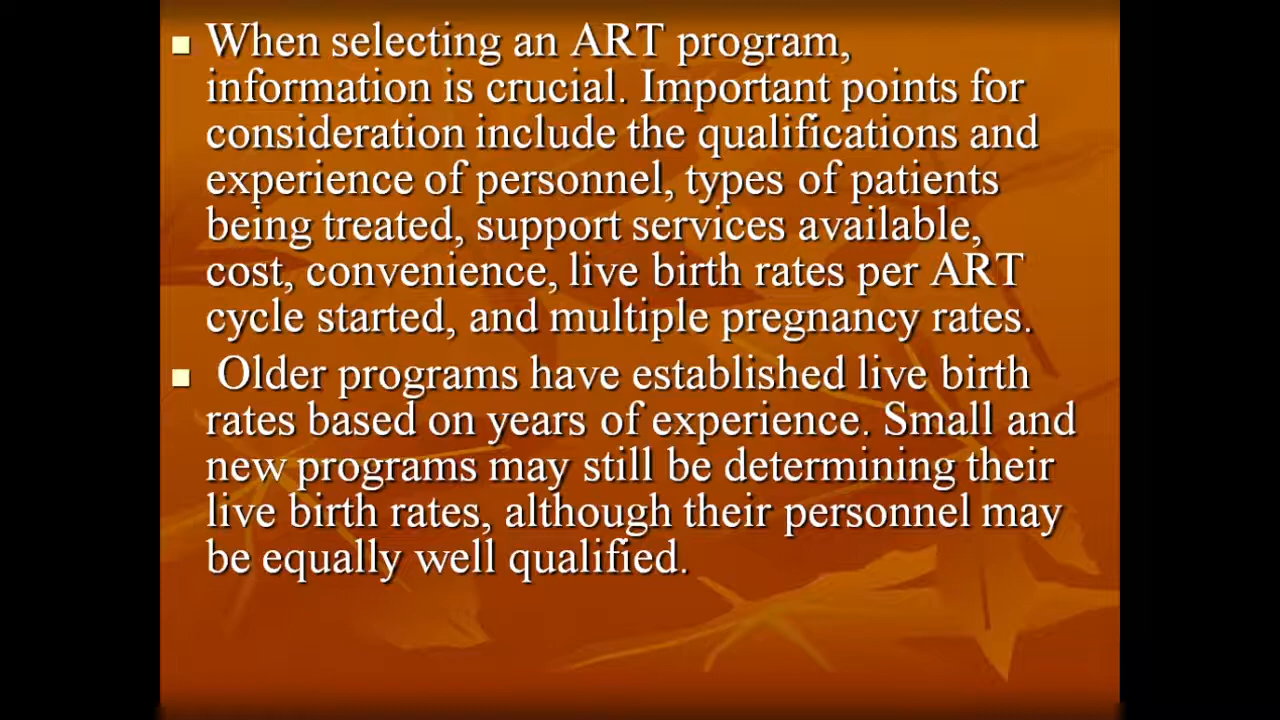 When selecting an ART program,
information is crucial. Important points for
consideration include the qualifications and
experience of personnel, types of patients
being treated, support services available,
cost, convenience, live birth rates per ART
cycle started, and multiple pregnancy rates.
Older programs have established live birth
rates based on years of experience. Small and
new programs may still be determining their
live birth rates, although their personnel may
be equally well qualified.